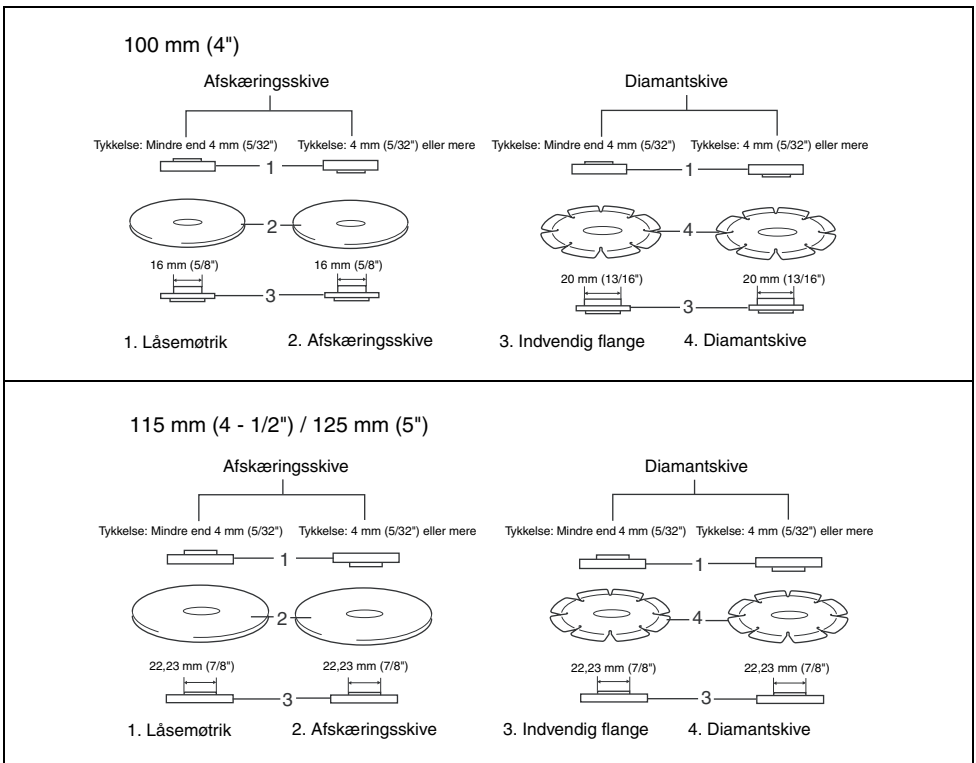 100 mm (4")
Afskæringsskive Diamantskive
Tykkelse: Mindre end 4 mm (5/32") Tykkelse: 4 mm (5/32") eller mere Tykkelse: Mindre end 4 mm (5/32") Tykkelse: 4 mm (5/32") eller mere
1 1
2 4
16 mm (5/8") 16 mm (5/8") 20 mm (13/16") 20 mm (13/16")
3 3
1. Låsemøtrik 2. Afskæringsskive 3. Indvendig flange 4. Diamantskive
115 mm (4 - 1/2") / 125 mm (5")
Afskæringsskive Diamantskive
Tykkelse: Mindre end 4 mm (5/32") Tykkelse: 4 mm (5/32") eller mere Tykkelse: Mindre end 4 mm (5/32") Tykkelse: 4 mm (5/32") eller mere
1 1
2 4
22,23 mm (7/8") 22,23 mm (7/8") 22,23 mm (7/8") 22,23 mm (7/8")
3 3
1. Låsemøtrik 2. Afskæringsskive 3. Indvendig flange 4. Diamantskive